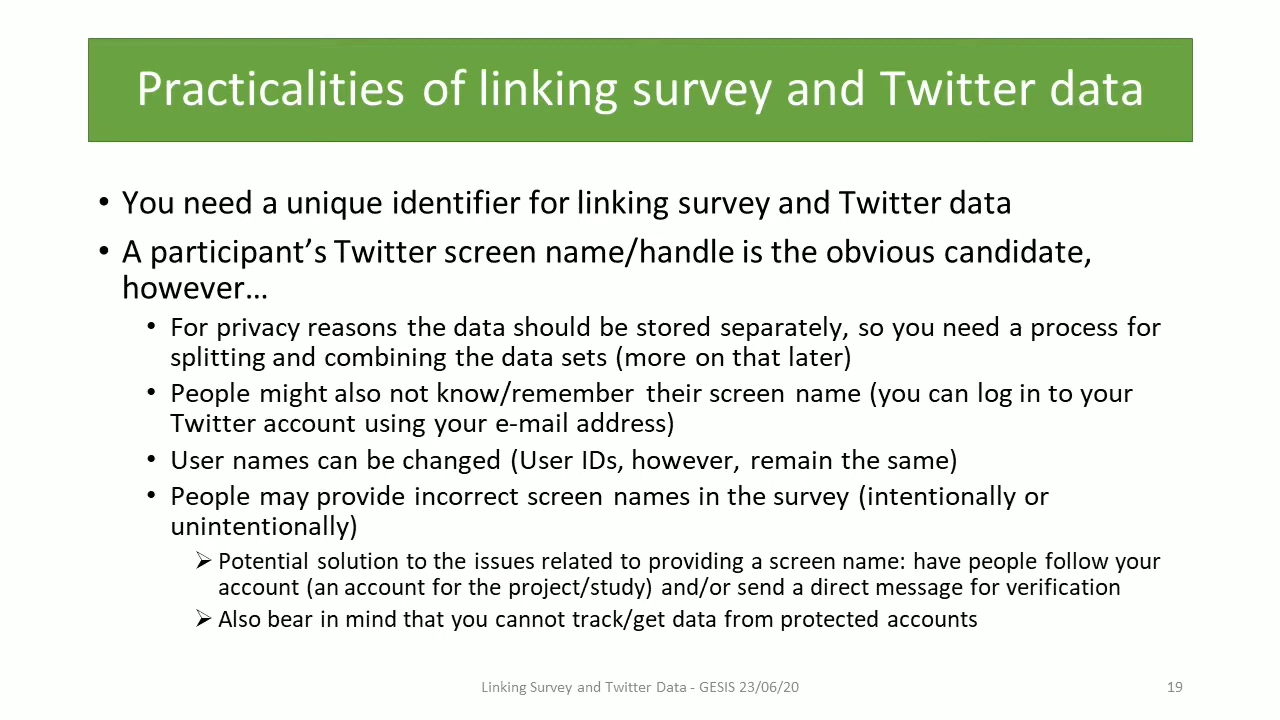 Practicalities of linking survey and Twitter data
• You need a unique identifier for linking survey and Twitter data
• A participant’s Twitter screen name/handle is the obvious candidate,
however…
• For privacy reasons the data should be stored separately, so you need a process for
splitting and combining the data sets (more on that later)
• People might also not know/remember their screen name (you can log in to your
Twitter account using your e-mail address)
• User names can be changed (User IDs, however, remain the same)
• People may provide incorrect screen names in the survey (intentionally or
unintentionally)
➢ Potential solution to the issues related to providing a screen name: have people follow your
account (an account for the project/study) and/or send a direct message for verification
➢ Also bear in mind that you cannot track/get data from protected accounts
Linking Survey and Twitter Data - GESIS 23/06/20
19